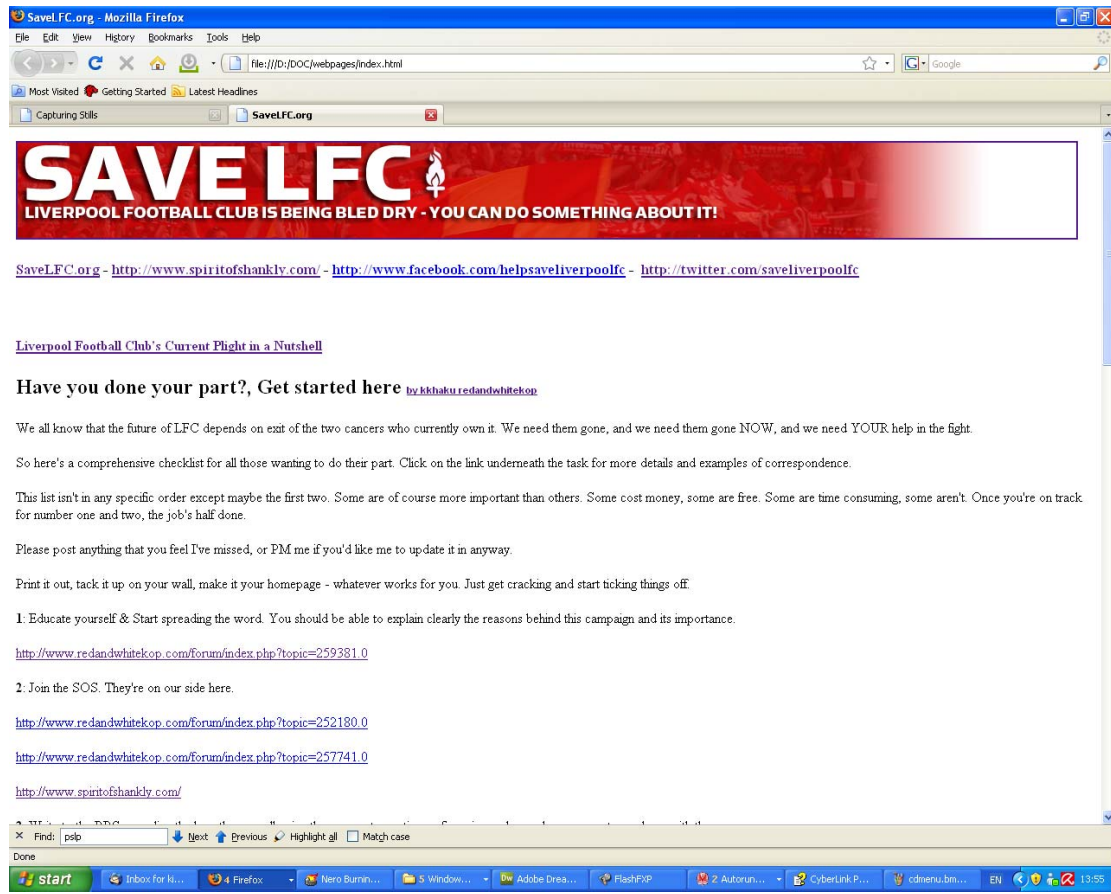 SaveLFC.org - Mozilla Firefox
File Edit View History Bookmarks Tools Help
file:///D:/DOC/webpages/index.html
Google
Most Visited Getting Started Latest Headlines
Capturing Stills SaveLFC.org
SAVE LFC
LIVERPOOL FOOTBALL CLUB IS BEING BLED DRY - YOU CAN DO SOMETHING ABOUT IT!
SaveLFC.org - http://www.spiritofshankly.com/ - http://www.facebook.com/helpsaveliverpoolfc - http://twitter.com/saveliverpoolfc
Liverpool Football Club's Current Plight in a Nutshell
Have you done your part?, Get started here by kkhaku redandwhitekop
We all know that the future of LFC depends on exit of the two cancers who currently own it. We need them gone, and we need them gone NOW, and we need YOUR help in the fight.
So here's a comprehensive checklist for all those wanting to do their part. Click on the link underneath the task for more details and examples of correspondence.
This list isn't in any specific order except maybe the first two. Some are of course more important than others. Some cost money, some are free. Some are time consuming, some aren't. Once you're on track
for number one and two, the job's half done.
Please post anything that you feel I've missed, or PM me if you'd like me to update it in anyway.
Print it out, tack it up on your wall, make it your homepage - whatever works for you. Just get cracking and start ticking things off.
1: Educate yourself & Start spreading the word. You should be able to explain clearly the reasons behind this campaign and its importance.
http://www.redandwhitekop.com/forum/index.php?topic=259381.0
2: Join the SOS. They're on our side here.
http://www.redandwhitekop.com/forum/index.php?topic=252180.0
http://www.redandwhitekop.com/forum/index.php?topic=257741.0
http://www.spiritofshankly.com/
Find: pslp Next Previous Highlight all Match case
Done
start Inbox for ki... 4 Firefox Nero Burnin... 5 Window... Adobe Drea... FlashFXP 2 Autorun... CyberLink P... cdmenu.bm... EN 13:55